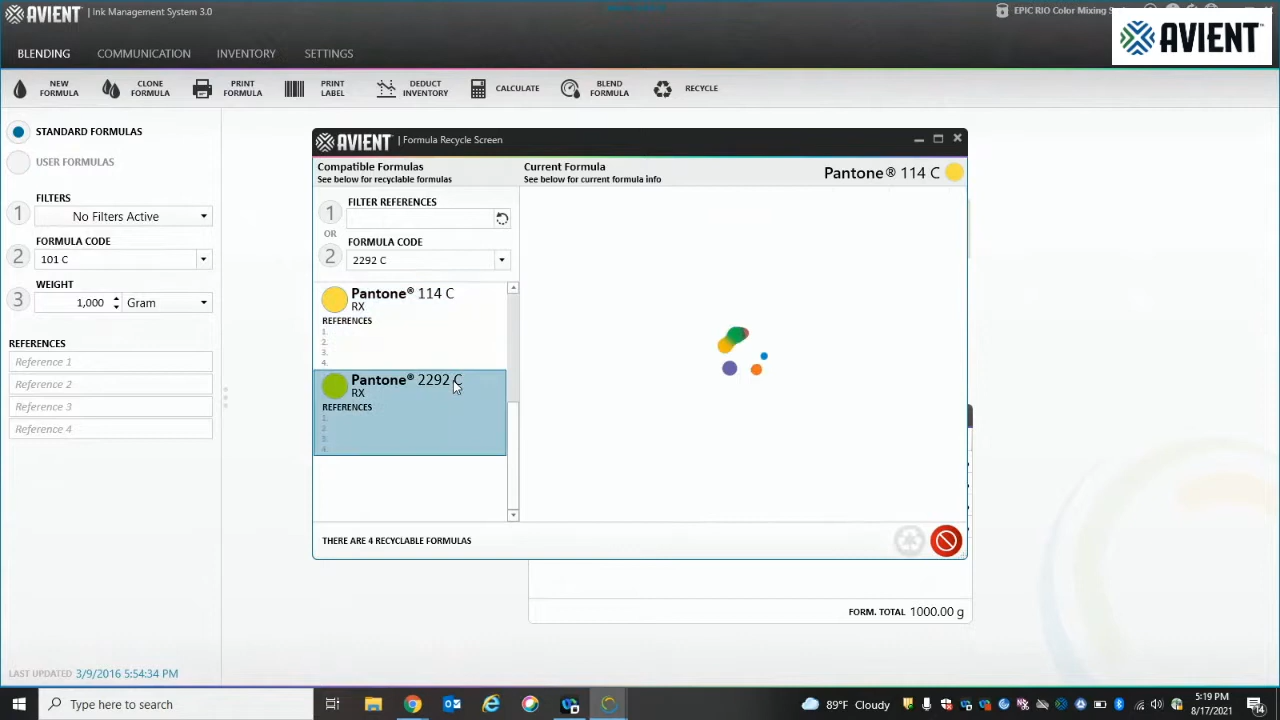 AVIENT | Ink Management System 3.0
EPIC RIO Color Mixing S
AVIENT
BLENDING COMMUNICATION INVENTORY SETTINGS
NEW FORMULA
CLONE FORMULA
PRINT FORMULA
PRINT LABEL
DEDUCT INVENTORY
CALCULATE
BLEND FORMULA
RECYCLE
STANDARD FORMULAS
USER FORMULAS
FILTERS
1 No Filters Active
FORMULA CODE
2 101 C
WEIGHT
3 1,000 Gram
REFERENCES
Reference 1
Reference 2
Reference 3
Reference 4
LAST UPDATED 3/9/2016 5:54:34 PM
AVIENT | Formula Recycle Screen
Compatible Formulas
See below for recyclable formulas
Current Formula
See below for current formula info
Pantone® 114 C
FILTER REFERENCES
1
OR
FORMULA CODE
2 2292 C
Pantone® 114 C
RX
REFERENCES
1.
2.
3.
4.
Pantone® 2292 C
RX
REFERENCES
1.
2.
3.
4.
THERE ARE 4 RECYCLABLE FORMULAS
FORM. TOTAL 1000.00 g
Type here to search
89°F Cloudy
5:19 PM
8/17/2021
14